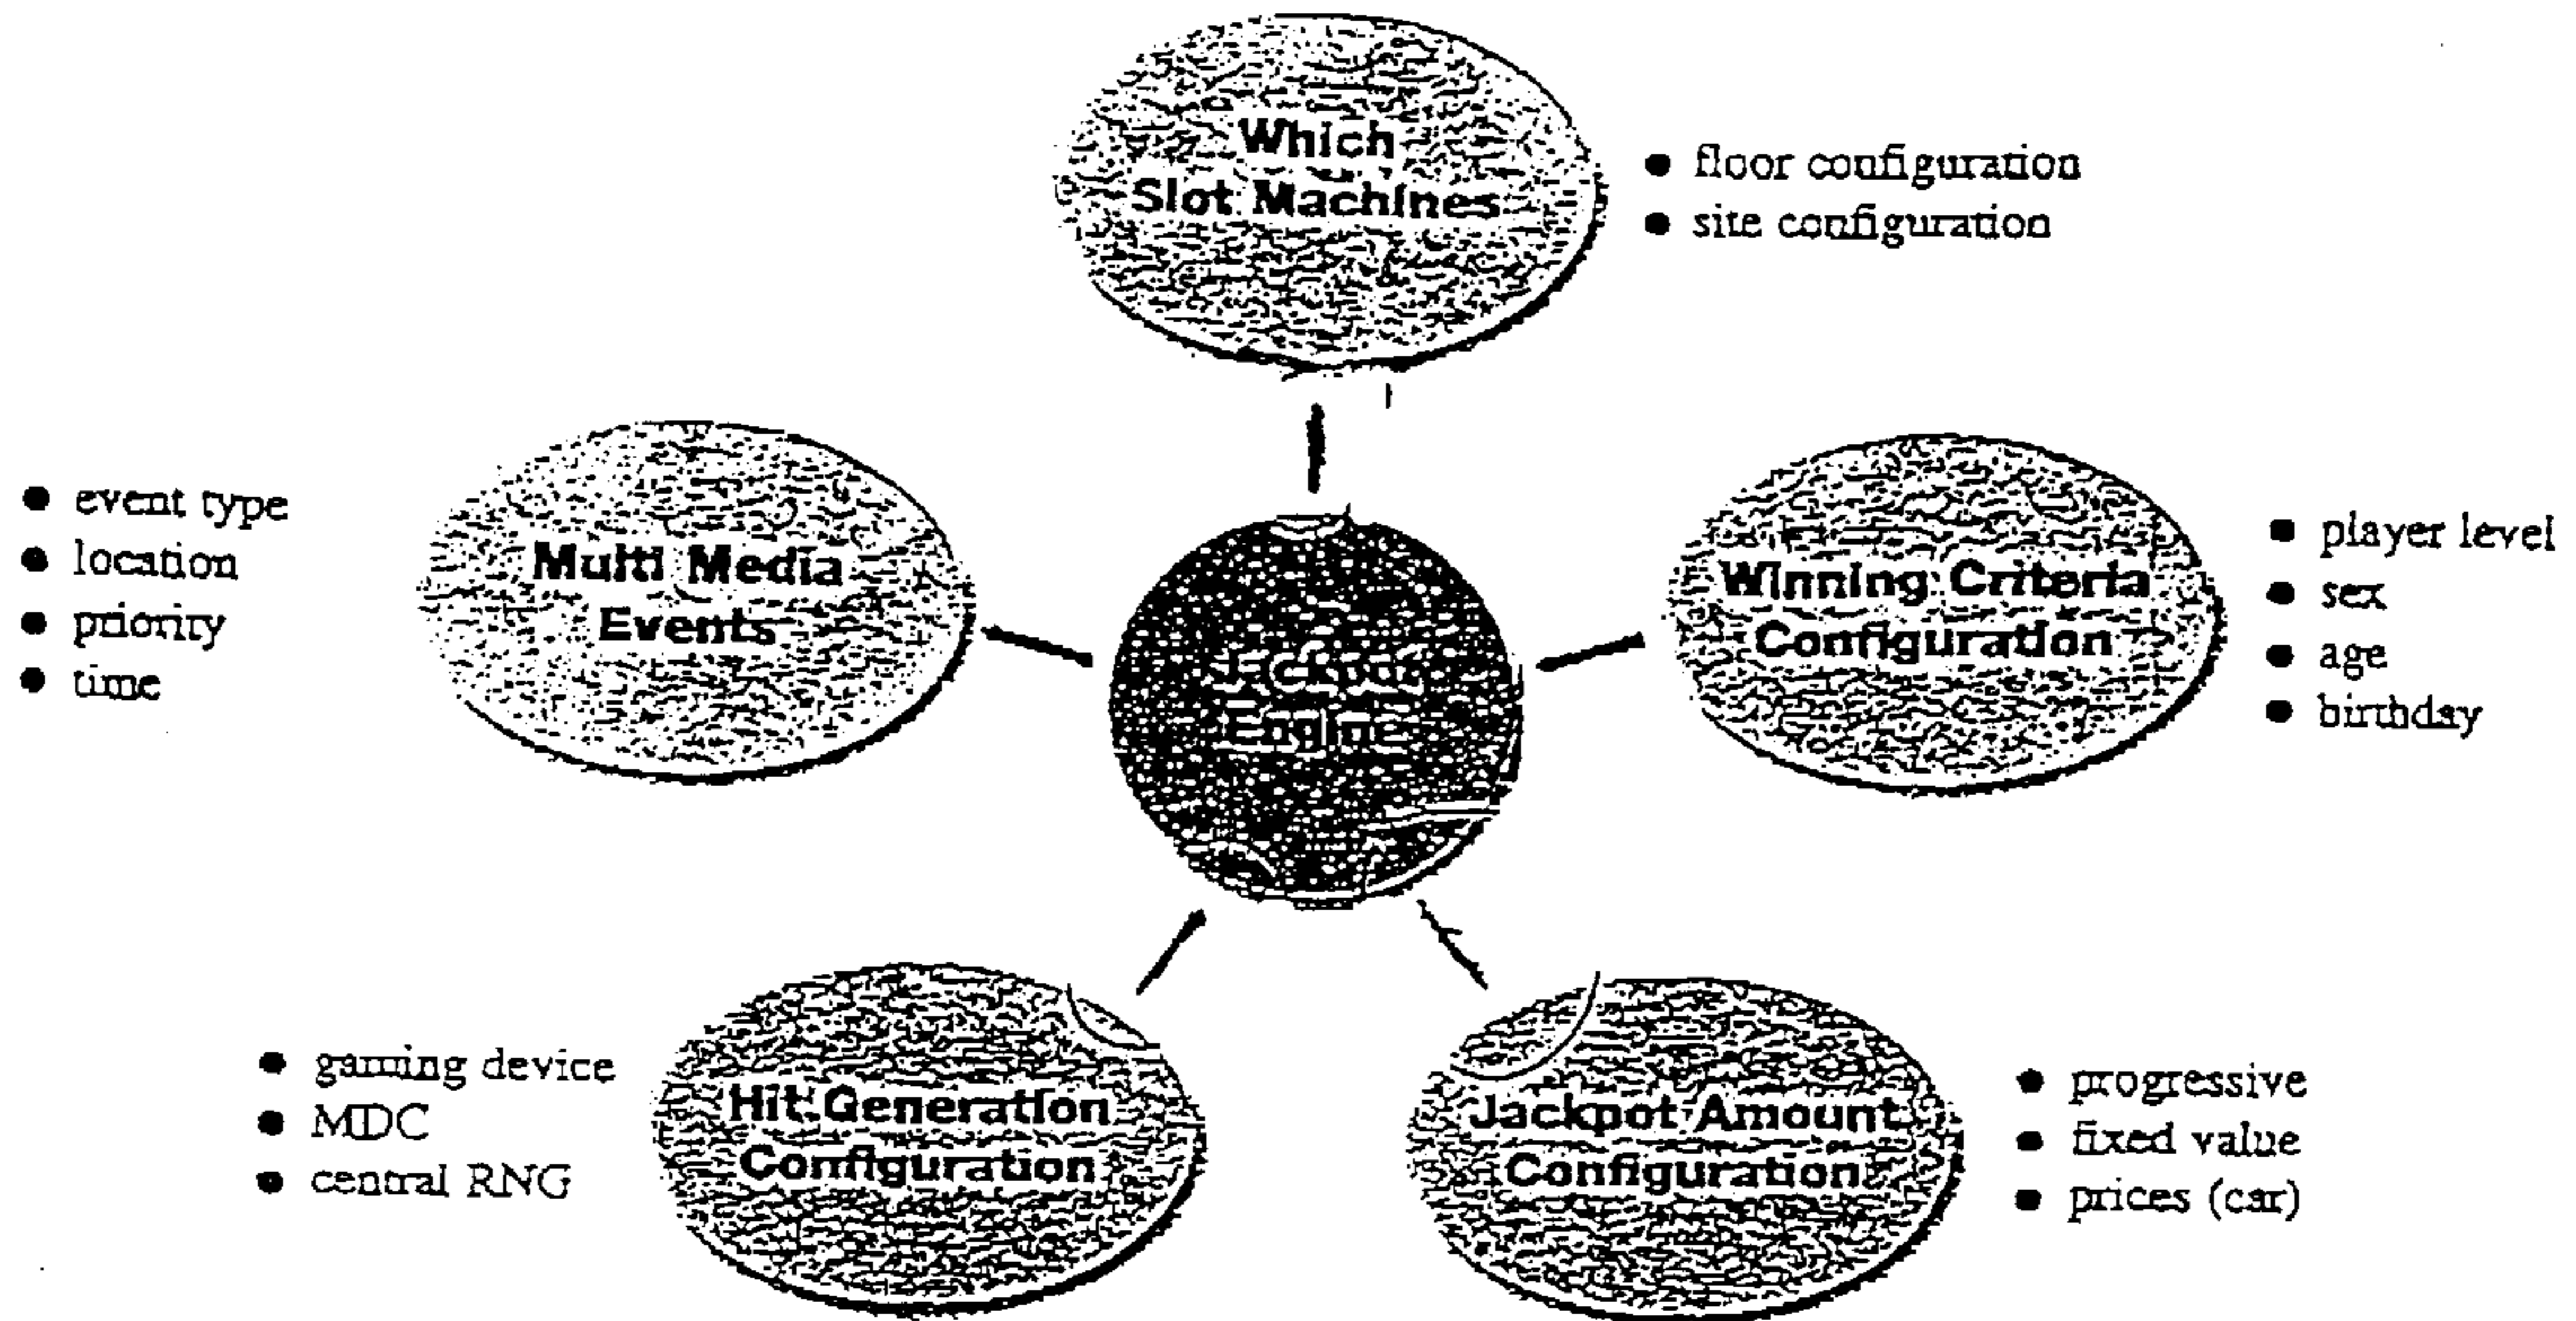 Which
Slot Machines
• floor configuration
• site configuration
• event type
• location
• priority
• time
Multi Media
Events
Jackpot
Engine
Winning Criteria
Configuration
• player level
• sex
• age
• birthday
• gaming device
• MDC
• central RNG
Hit Generation
Configuration
Jackpot Amount
Configuration
• progressive
• fixed value
• prices (car)